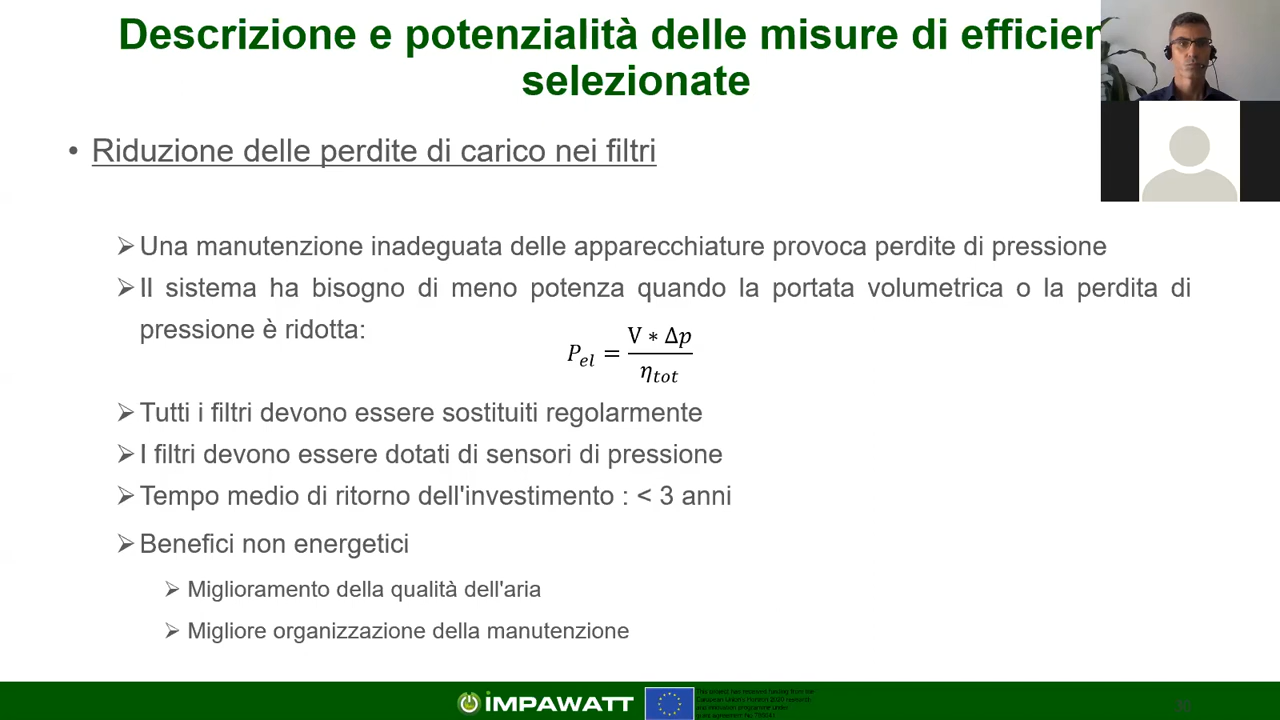 Descrizione e potenzialità delle misure di
selezionate
• Riduzione delle perdite di carico nei filtri
➢ Una manutenzione inadeguata delle apparecchiature provoca perdite di pressione
➢ Il sistema ha bisogno di meno potenza quando la portata volumetrica o la perdita di
pressione è ridotta:
P_el = (V ∗ Δp) / η_tot
➢ Tutti i filtri devono essere sostituiti regolarmente
➢ I filtri devono essere dotati di sensori di pressione
➢ Tempo medio di ritorno dell'investimento : < 3 anni
➢ Benefici non energetici
➢ Miglioramento della qualità dell'aria
➢ Migliore organizzazione della manutenzione
iMPAWATT